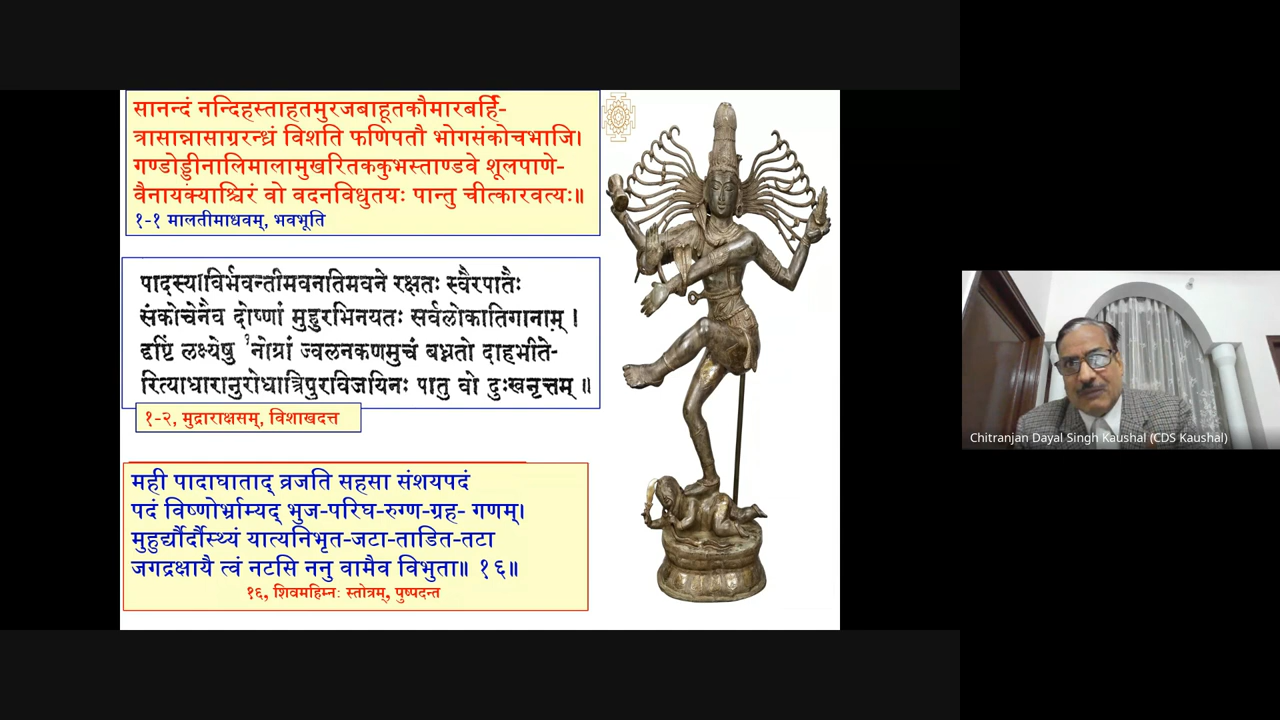 सानन्दं नन्दिहस्ताहतमुरजबाहूतकौमारबर्हि-
त्रासान्नासाग्ररन्ध्रं विशति फणिपतौ भोगसंकोचभाजि।
गण्डोड्डीनालिमालामुखरितककुभस्ताण्डवे शूलपाणे-
वैनायक्याश्चिरं वो वदनविधुतयः पान्तु चीत्कारवत्यः॥
१-१ मालतीमाधवम्, भवभूति
पादस्याविर्भवन्तीमवनतिमवने रक्षतः स्वैरपातैः
संकोचेनैव दोष्णां मुहुरभिनयतः सर्वलोकातिगानाम् ।
दृष्टिं लक्ष्येषु १नोग्रां ज्वलनकणमुचं बध्नतो दाहभीते-
रित्याधारानुरोधात्त्रिपुरविजयिनः पातु वो दुःखनृत्तम् ॥
१-२, मुद्राराक्षसम्, विशाखदत्त
मही पादाघाताद् व्रजति सहसा संशयपदं
पदं विष्णोर्भ्राम्यद् भुज-परिघ-रुग्ण-ग्रह- गणम्।
मुहुर्द्यौर्दौस्थ्यं यात्यनिभृत-जटा-ताडित-तटा
जगद्रक्षायै त्वं नटसि ननु वामैव विभुता॥ १६॥
१६, शिवमहिम्नः स्तोत्रम्, पुष्पदन्त
Chitranjan Dayal Singh Kaushal (CDS Kaushal)